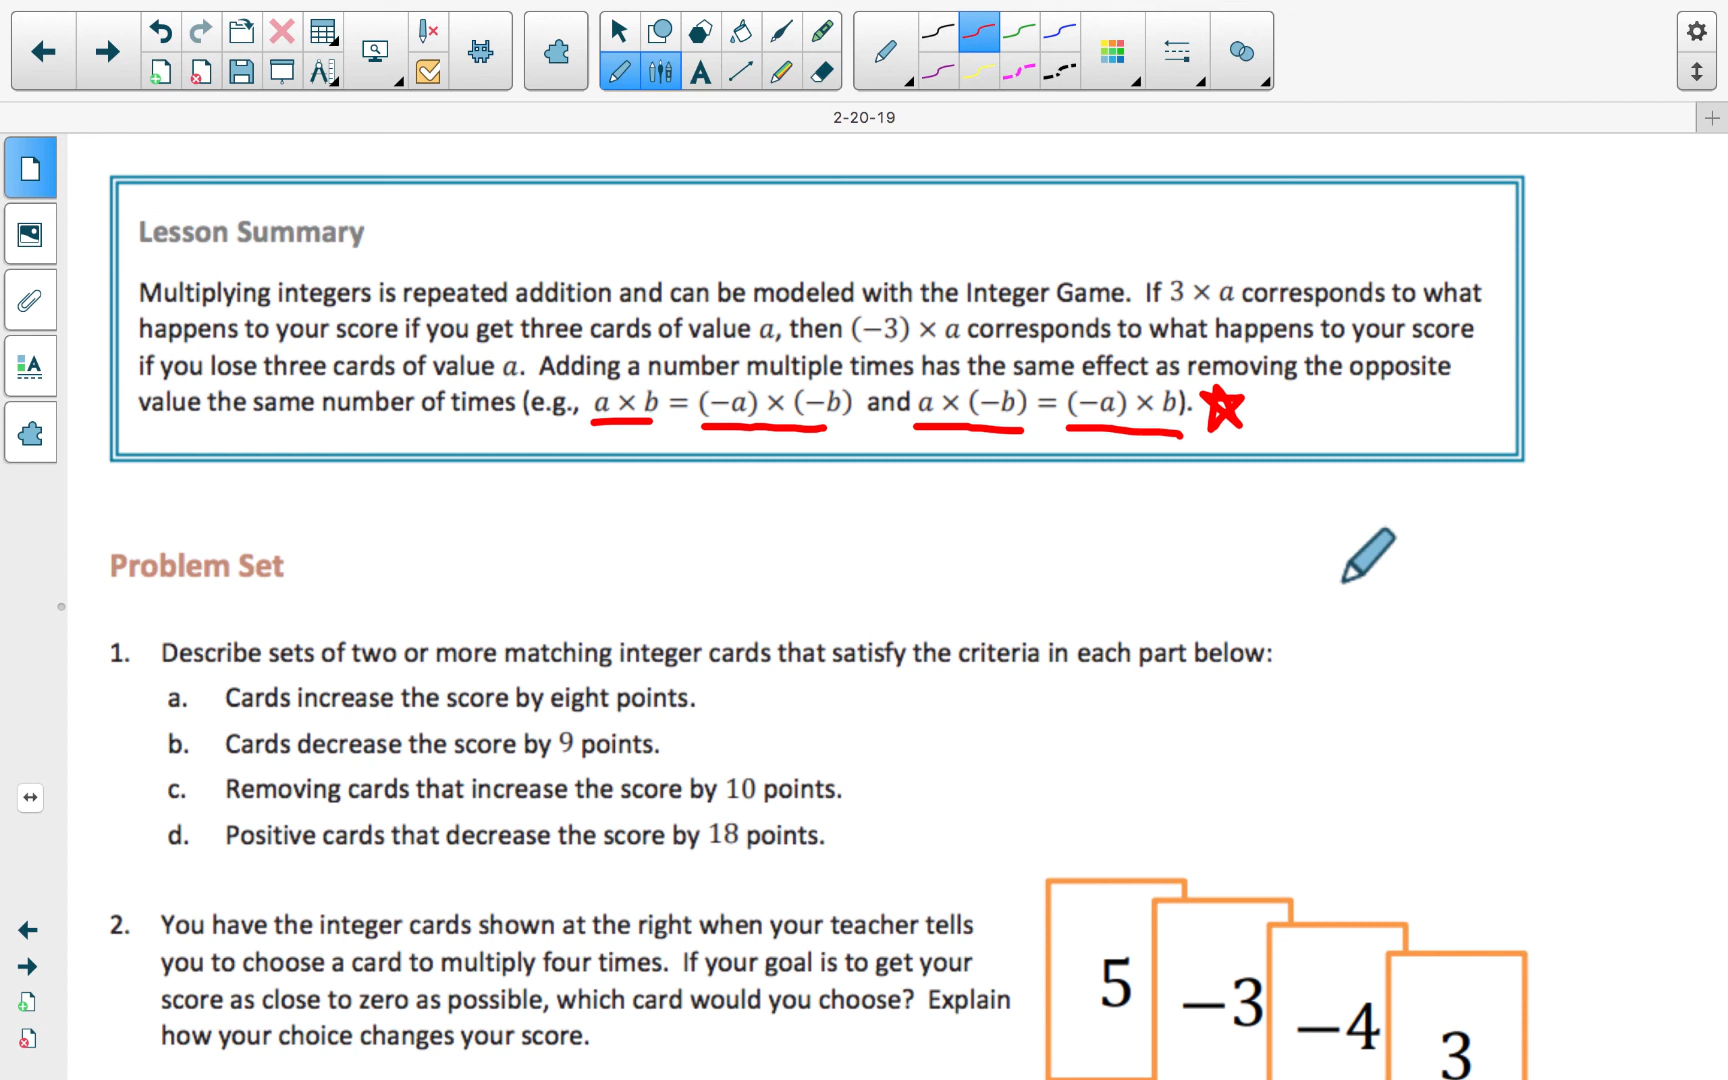 2-20-19
Lesson Summary
Multiplying integers is repeated addition and can be modeled with the Integer Game.  If 3 × a corresponds to what
happens to your score if you get three cards of value a, then (−3) × a corresponds to what happens to your score
if you lose three cards of value a.  Adding a number multiple times has the same effect as removing the opposite
value the same number of times (e.g.,  a × b = (−a) × (−b)  and a × (−b) = (−a) × b).
Problem Set
1. Describe sets of two or more matching integer cards that satisfy the criteria in each part below:
a. Cards increase the score by eight points.
b. Cards decrease the score by 9 points.
c. Removing cards that increase the score by 10 points.
d. Positive cards that decrease the score by 18 points.
2. You have the integer cards shown at the right when your teacher tells
you to choose a card to multiply four times.  If your goal is to get your
score as close to zero as possible, which card would you choose?  Explain
how your choice changes your score.
5
−3
−4
3